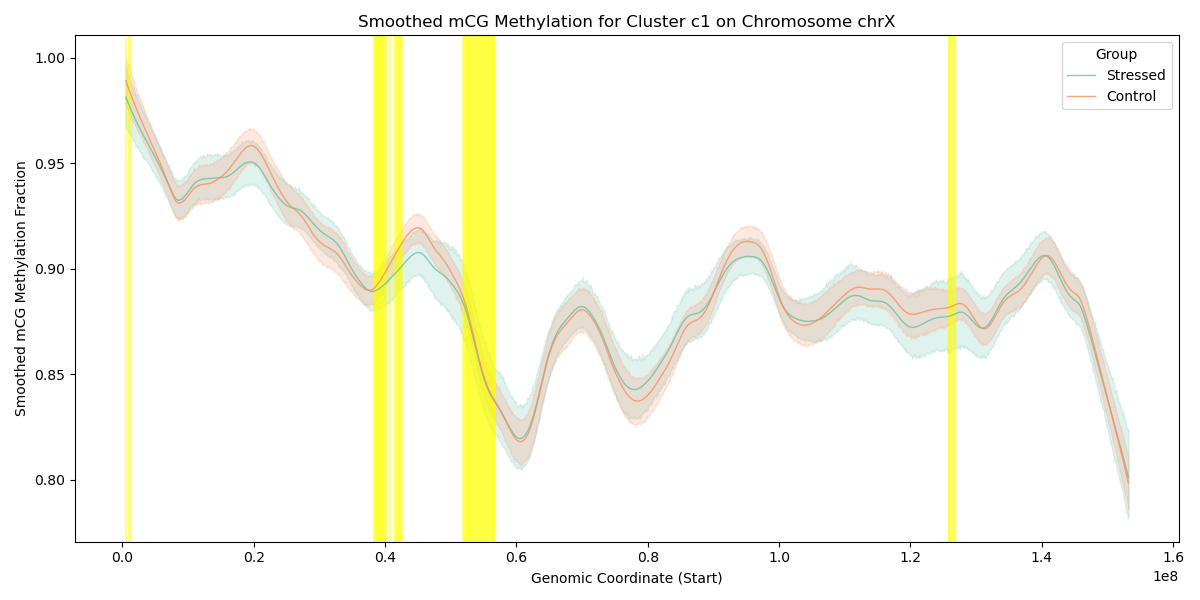 Smoothed mCG Methylation for Cluster c1 on Chromosome chrX
Smoothed mCG Methylation Fraction
1.00
0.95
0.90
0.85
0.80
Group
Stressed
Control
0.0
0.2
0.4
0.6
0.8
1.0
1.2
1.4
1.6
1e8
Genomic Coordinate (Start)